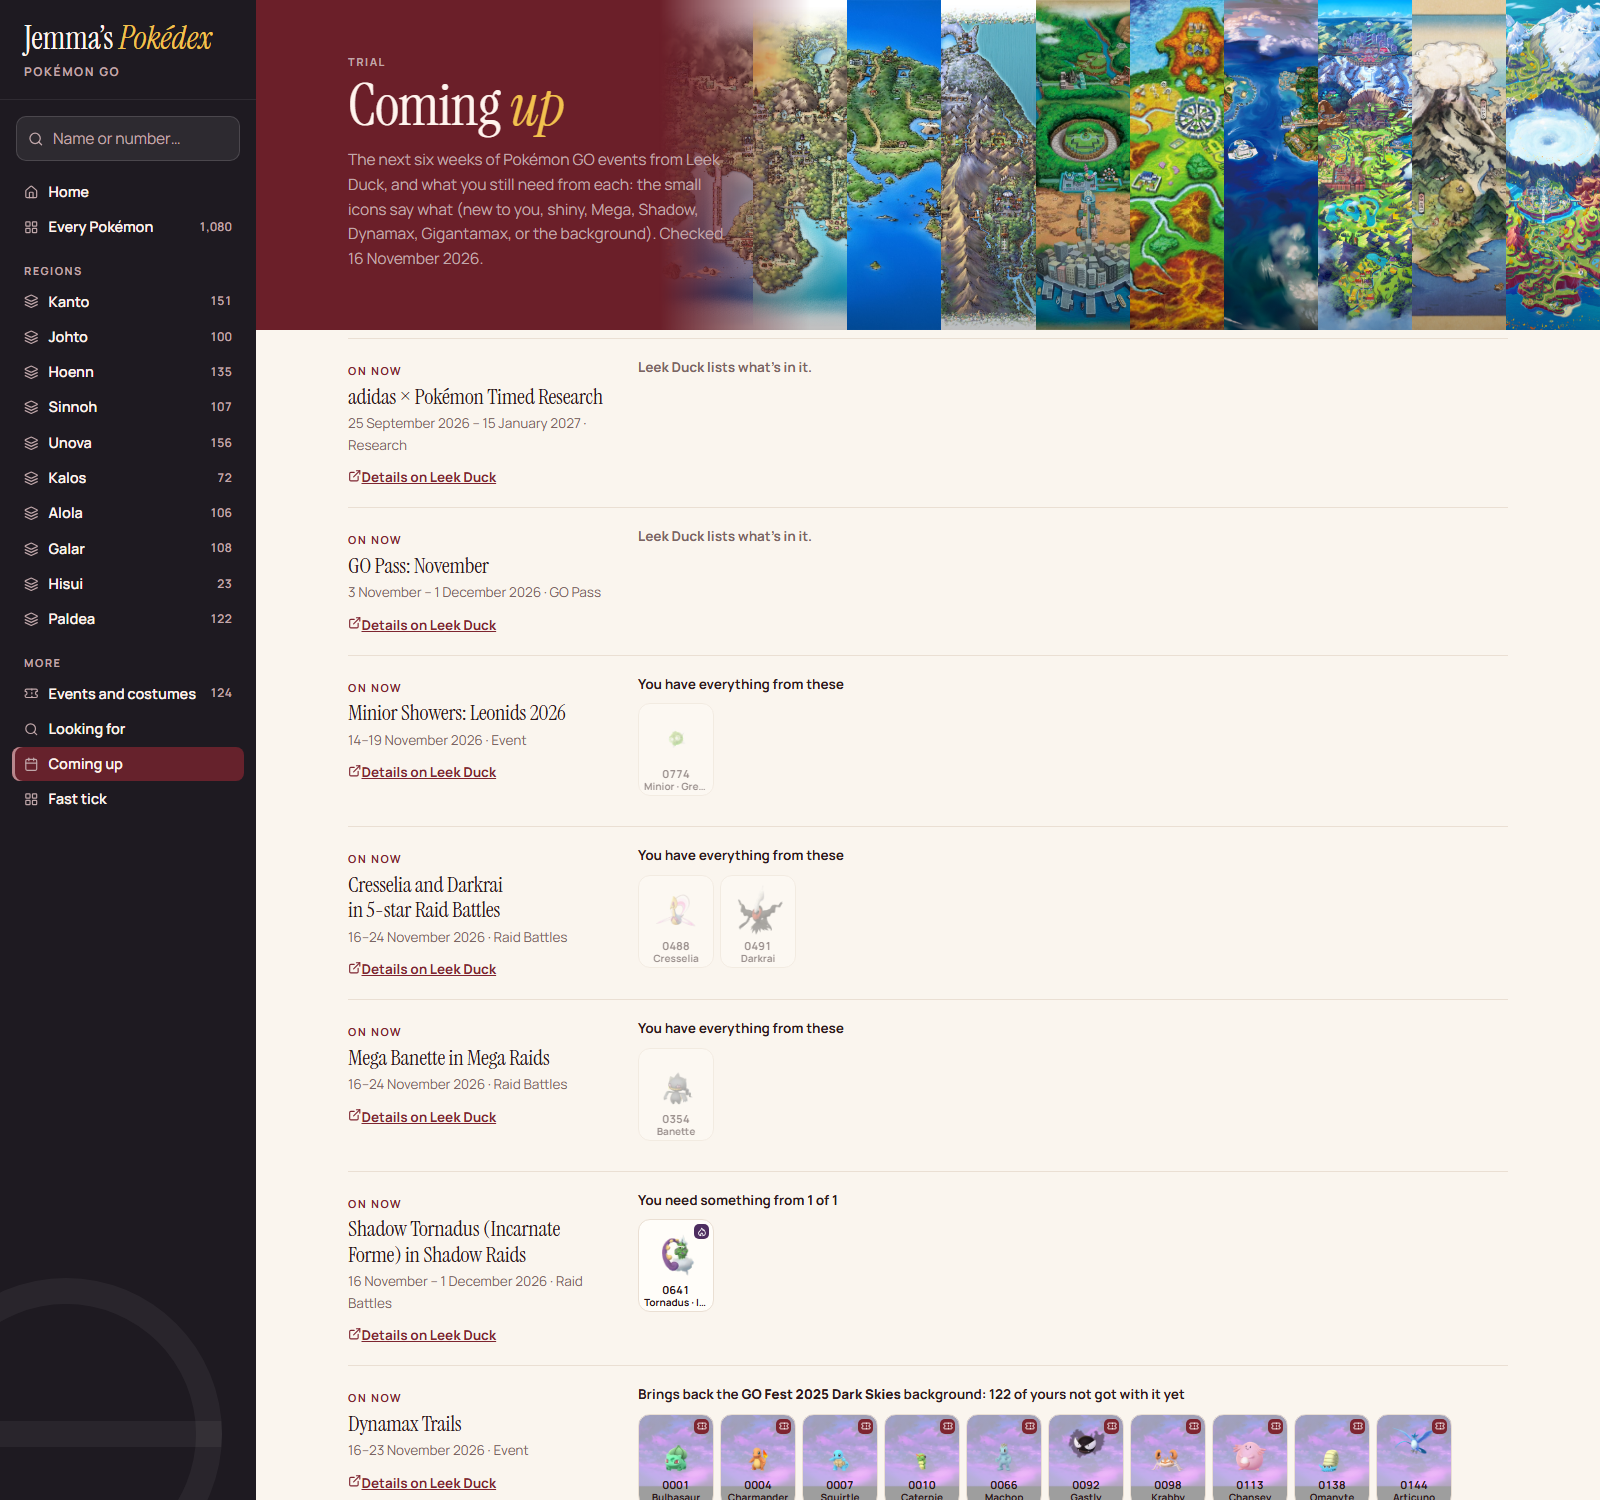 Jemma's Pokédex
POKÉMON GO
Name or number...
Home
Every Pokémon 1,080
REGIONS
Kanto 151
Johto 100
Hoenn 135
Sinnoh 107
Unova 156
Kalos 72
Alola 106
Galar 108
Hisui 23
Paldea 122
MORE
Events and costumes 124
Looking for
Coming up
Fast tick
TRIAL
Coming up
The next six weeks of Pokémon GO events from Leek
Duck, and what you still need from each: the small
icons say what (new to you, shiny, Mega, Shadow,
Dynamax, Gigantamax, or the background). Checked
16 November 2026.
ON NOW
adidas × Pokémon Timed Research
25 September 2026 – 15 January 2027 ·
Research
Details on Leek Duck
Leek Duck lists what's in it.
ON NOW
GO Pass: November
3 November – 1 December 2026 · GO Pass
Details on Leek Duck
Leek Duck lists what's in it.
ON NOW
Minior Showers: Leonids 2026
14–19 November 2026 · Event
Details on Leek Duck
You have everything from these
0774
Minior · Gre...
ON NOW
Cresselia and Darkrai
in 5-star Raid Battles
16–24 November 2026 · Raid Battles
Details on Leek Duck
You have everything from these
0488 0491
Cresselia Darkrai
ON NOW
Mega Banette in Mega Raids
16–24 November 2026 · Raid Battles
Details on Leek Duck
You have everything from these
0354
Banette
ON NOW
Shadow Tornadus (Incarnate
Forme) in Shadow Raids
16 November – 1 December 2026 · Raid
Battles
Details on Leek Duck
You need something from 1 of 1
0641
Tornadus · I...
ON NOW
Dynamax Trails
16–23 November 2026 · Event
Details on Leek Duck
Brings back the GO Fest 2025 Dark Skies background: 122 of yours not got with it yet
0001 0004 0007 0010 0066 0092 0098 0113 0138 0144
Bulbasaur Charmander Squirtle Caterpie Machop Gastly Krabby Chansey Omanyte Articuno